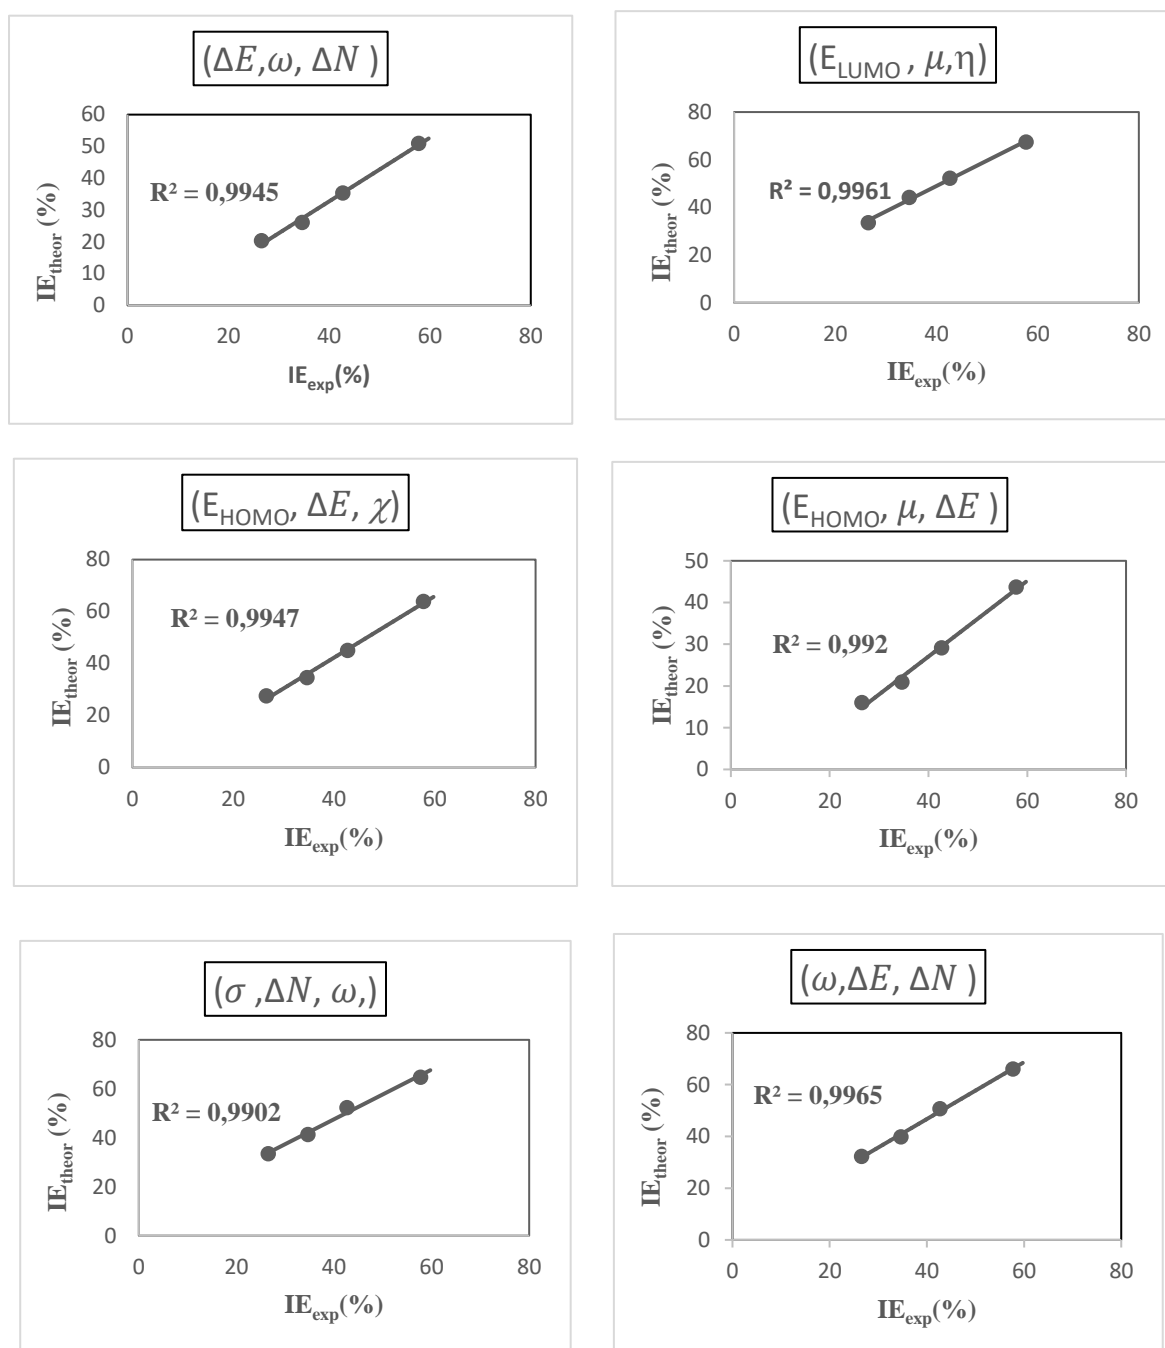 (ΔE,ω, ΔN )
60
50
40
30
20
10
0
0 20 40 60 80
R² = 0,9945
IEtheor (%)
IEexp(%)
(ELUMO , μ,η)
80
60
40
20
0
0 20 40 60 80
R² = 0,9961
IEtheor (%)
IEexp(%)
(EHOMO, ΔE, χ)
80
60
40
20
0
0 20 40 60 80
R² = 0,9947
IEtheor (%)
IEexp(%)
(EHOMO, μ, ΔE )
50
40
30
20
10
0
0 20 40 60 80
R² = 0,992
IEtheor (%)
IEexp(%)
(σ ,ΔN, ω,)
80
60
40
20
0
0 20 40 60 80
R² = 0,9902
IEtheor (%)
IEexp(%)
(ω,ΔE, ΔN )
80
60
40
20
0
0 20 40 60 80
R² = 0,9965
IEtheor (%)
IEexp(%)